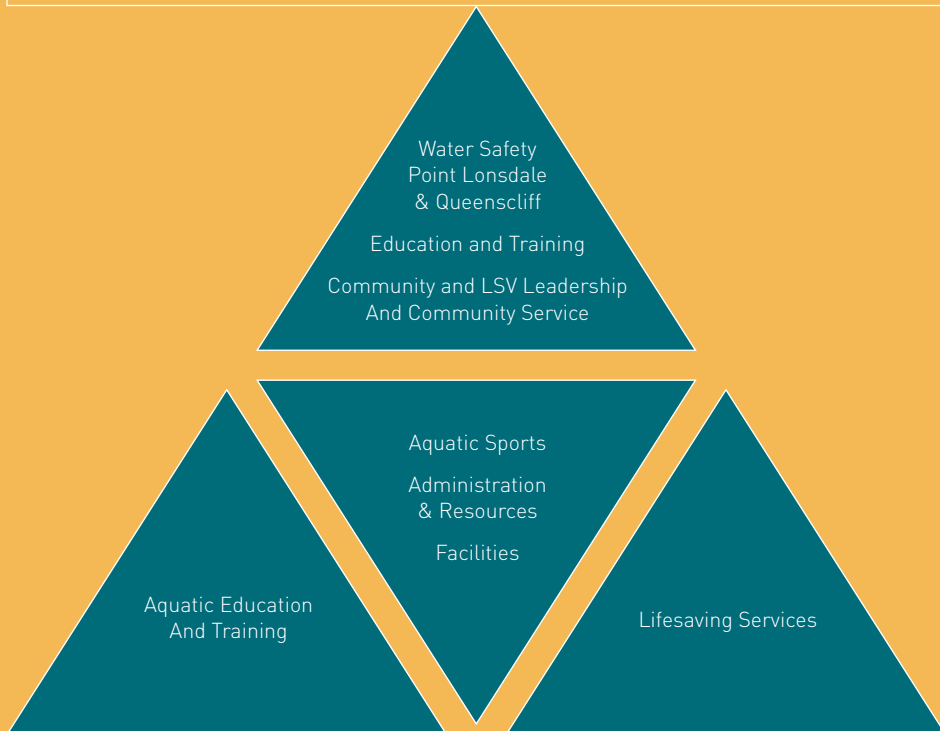 Water Safety
Point Lonsdale
& Queenscliff
Education and Training
Community and LSV Leadership
And Community Service
Aquatic Sports
Administration
& Resources
Facilities
Aquatic Education
And Training
Lifesaving Services